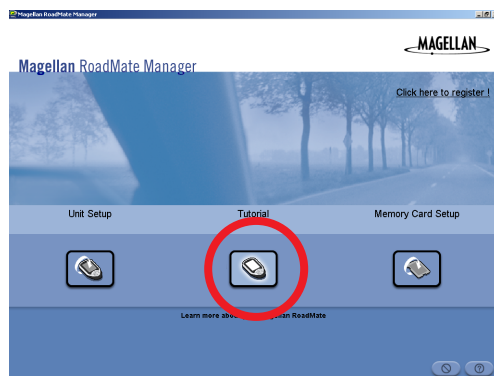 Magellan RoadMate Manager
MAGELLAN
Magellan RoadMate Manager
Click here to register !
Unit Setup
Tutorial
Memory Card Setup
Learn more abo Magellan RoadMate